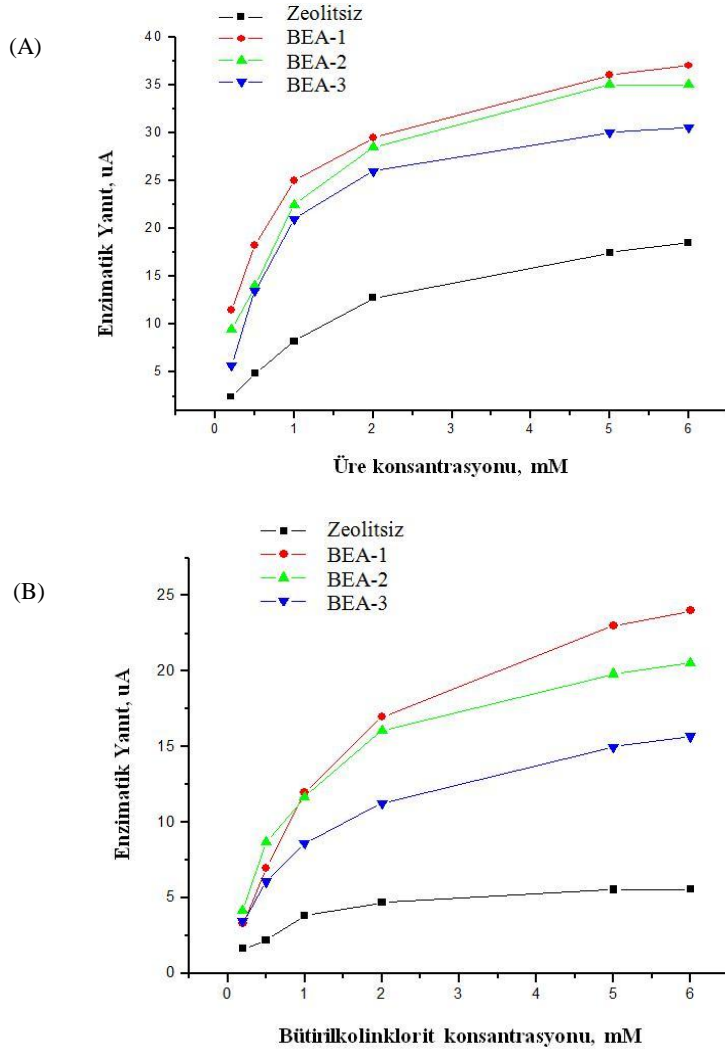 (A)
Zeolitsiz
BEA-1
BEA-2
BEA-3
40
35
30
25
20
15
10
5
Enzimatik Yanıt, uA
0 1 2 3 4 5 6
Üre konsantrasyonu, mM
(B)
Zeolitsiz
BEA-1
BEA-2
BEA-3
25
20
15
10
5
0
Enzimatik Yanıt, uA
0 1 2 3 4 5 6
Bütirilkolinklorit konsantrasyonu, mM